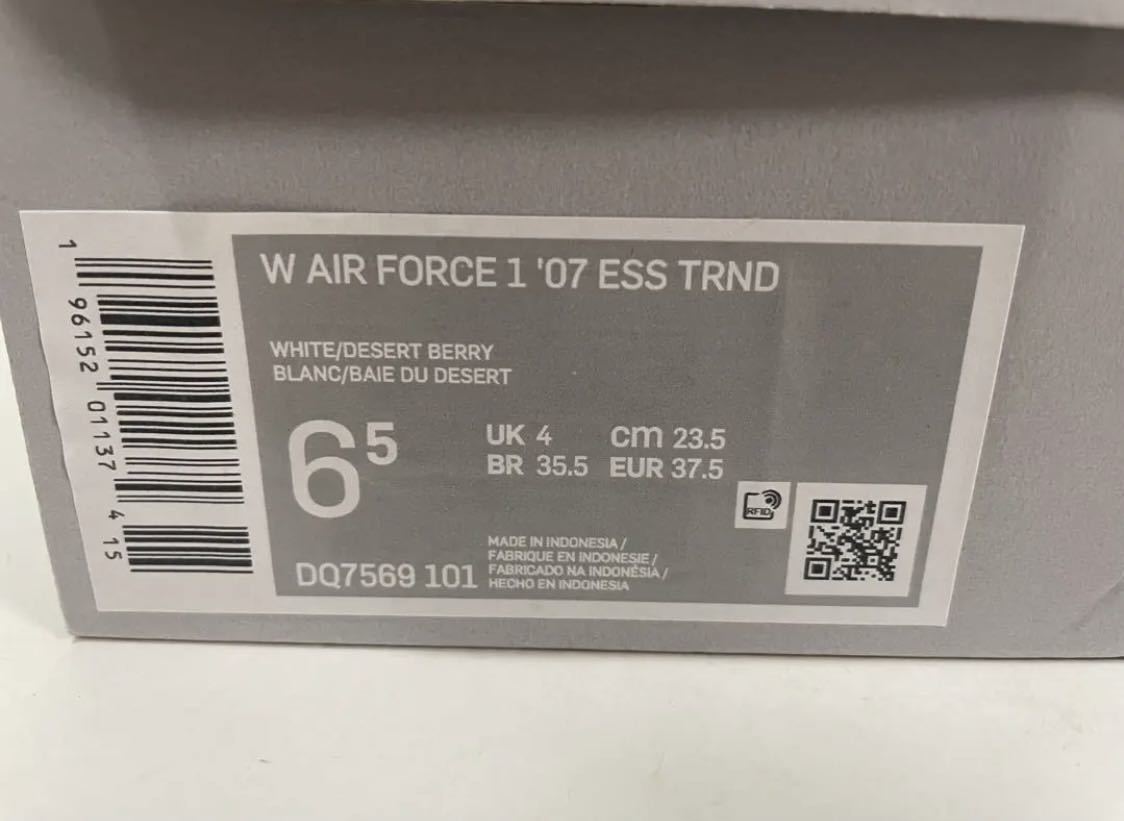 W AIR FORCE 1 '07 ESS TRND
WHITE/DESERT BERRY
BLANC/BAIE DU DESERT
6⁵
UK 4 cm 23.5
BR 35.5 EUR 37.5
RFID
MADE IN INDONESIA /
FABRIQUE EN INDONESIE /
FABRICADO NA INDONÉSIA /
HECHO EN INDONESIA
DQ7569 101
1 96152 01137 4 15